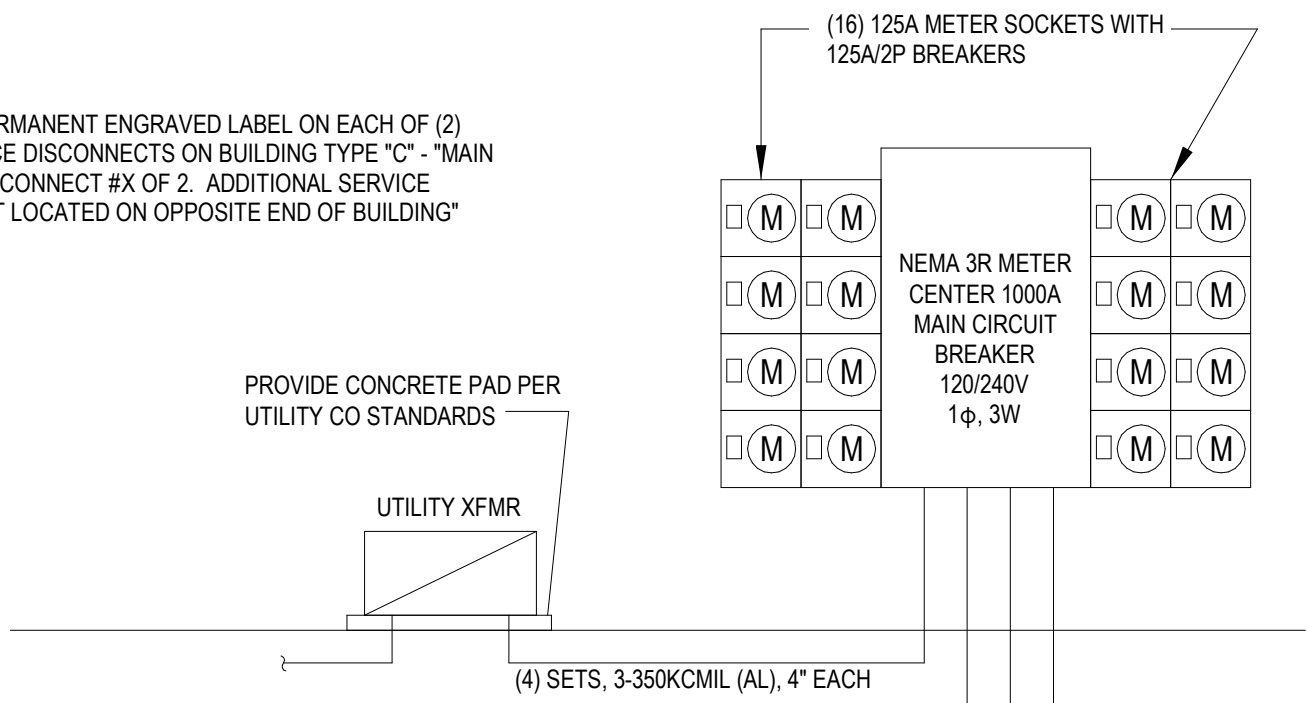 (16) 125A METER SOCKETS WITH
125A/2P BREAKERS
RMANENT ENGRAVED LABEL ON EACH OF (2)
CE DISCONNECTS ON BUILDING TYPE "C" - "MAIN
CONNECT #X OF 2. ADDITIONAL SERVICE
T LOCATED ON OPPOSITE END OF BUILDING"
M M M M
M M M M
M M M M
M M M M
NEMA 3R METER
CENTER 1000A
MAIN CIRCUIT
BREAKER
120/240V
1ϕ, 3W
PROVIDE CONCRETE PAD PER
UTILITY CO STANDARDS
UTILITY XFMR
(4) SETS, 3-350KCMIL (AL), 4" EACH